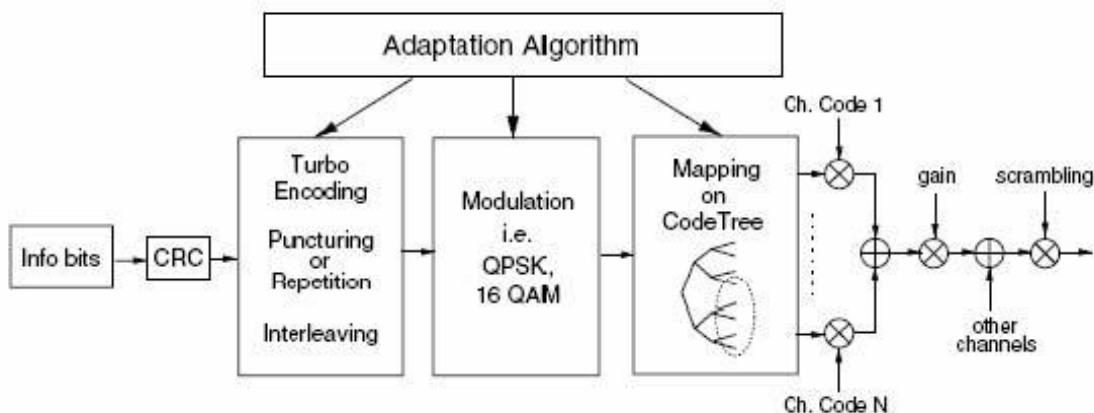 Adaptation Algorithm
Info bits
CRC
Turbo
Encoding
Puncturing
or
Repetition
Interleaving
Modulation
i.e.
QPSK,
16 QAM
Mapping
on
CodeTree
Ch. Code 1
Ch. Code N
gain
other
channels
scrambling